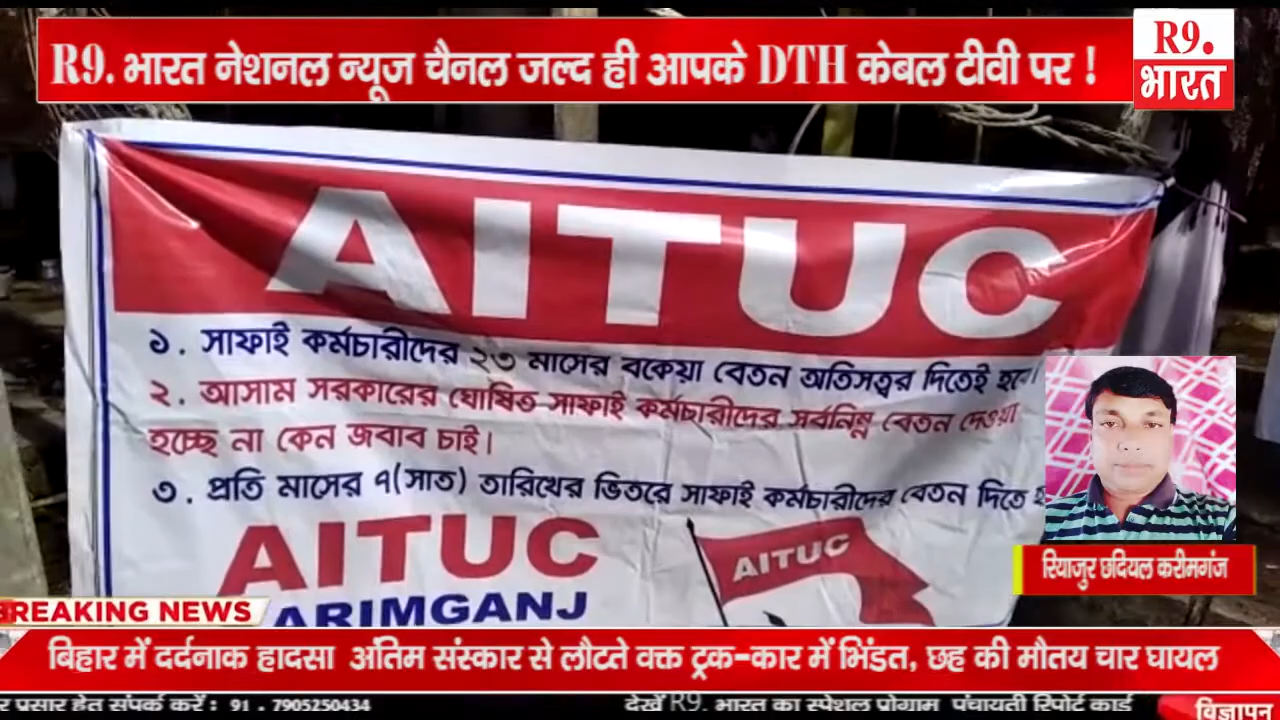 R9. भारत नेशनल न्यूज चैनल जल्द ही आपके DTH केबल टीवी पर !
R9.
भारत
AITUC
১. সাফাই কর্মচারীদের ২৩ মাসের বকেয়া বেতন অতিসত্বর দিতেই হবে।
২. আসাম সরকারের ঘোষিত সাফাই কর্মচারীদের সর্বনিম্ন বেতন দেওয়া
হচ্ছে না কেন জবাব চাই।
৩. প্রতি মাসের ৭(সাত) তারিখের ভিতরে সাফাই কর্মচারীদের বেতন দিতে
AITUC
AITUC
ARIMGANJ
रियाजुर छदियल करीमगंज
BREAKING NEWS
बिहार में दर्दनाक हादसा अंतिम संस्कार से लौटते वक्त ट्रक-कार में भिंडत, छह की मौतय चार घायल
र प्रसार हेतु संपर्क करें : 91 . 7905250434 देखें R9. भारत का स्पेशल प्रोगाम पंचायती रिपोर्ट कार्ड
विज्ञापन